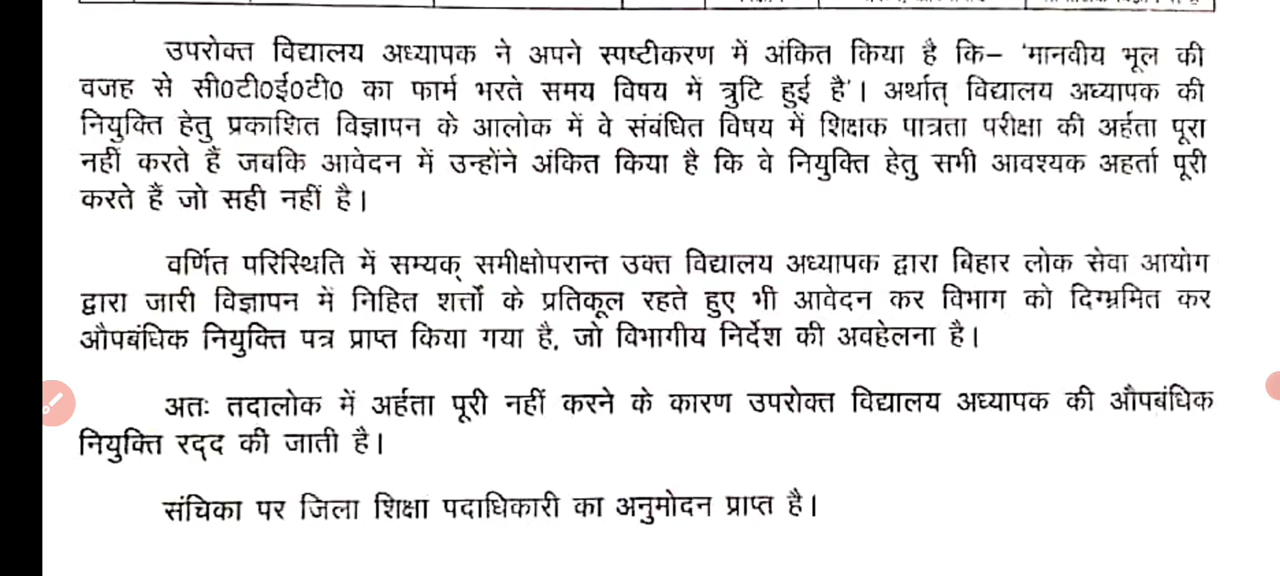 उपरोक्त विद्यालय अध्यापक ने अपने स्पष्टीकरण में अंकित किया है कि– 'मानवीय भूल की
वजह से सी0टी0ई0टी0 का फार्म भरते समय विषय में त्रुटि हुई है'। अर्थात् विद्यालय अध्यापक की
नियुक्ति हेतु प्रकाशित विज्ञापन के आलोक में वे संबंधित विषय में शिक्षक पात्रता परीक्षा की अर्हता पूरा
नहीं करते हैं जबकि आवेदन में उन्होंने अंकित किया है कि वे नियुक्ति हेतु सभी आवश्यक अहर्ता पूरी
करते हैं जो सही नहीं है।
वर्णित परिस्थिति में सम्यक् समीक्षोपरान्त उक्त विद्यालय अध्यापक द्वारा बिहार लोक सेवा आयोग
द्वारा जारी विज्ञापन में निहित शर्त्तों के प्रतिकूल रहते हुए भी आवेदन कर विभाग को दिग्भ्रमित कर
औपबंधिक नियुक्ति पत्र प्राप्त किया गया है, जो विभागीय निर्देश की अवहेलना है।
अतः तदालोक में अर्हता पूरी नहीं करने के कारण उपरोक्त विद्यालय अध्यापक की औपबंधिक
नियुक्ति रद्द की जाती है।
संचिका पर जिला शिक्षा पदाधिकारी का अनुमोदन प्राप्त है।